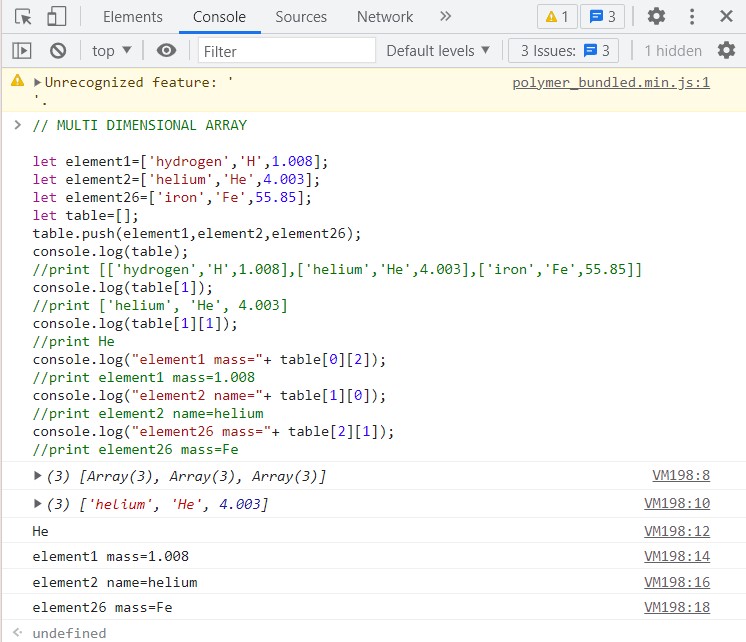 Elements Console Sources Network » 1 3
top ▼ Filter Default levels ▼ 3 Issues: 3 1 hidden
Unrecognized feature: ' polymer_bundled.min.js:1
'.
> // MULTI DIMENSIONAL ARRAY
let element1=['hydrogen','H',1.008];
let element2=['helium','He',4.003];
let element26=['iron','Fe',55.85];
let table=[];
table.push(element1,element2,element26);
console.log(table);
//print [['hydrogen','H',1.008],['helium','He',4.003],['iron','Fe',55.85]]
console.log(table[1]);
//print ['helium', 'He', 4.003]
console.log(table[1][1]);
//print He
console.log("element1 mass="+ table[0][2]);
//print element1 mass=1.008
console.log("element2 name="+ table[1][0]);
//print element2 name=helium
console.log("element26 mass="+ table[2][1]);
//print element26 mass=Fe
(3) [Array(3), Array(3), Array(3)] VM198:8
(3) ['helium', 'He', 4.003] VM198:10
He VM198:12
element1 mass=1.008 VM198:14
element2 name=helium VM198:16
element26 mass=Fe VM198:18
undefined